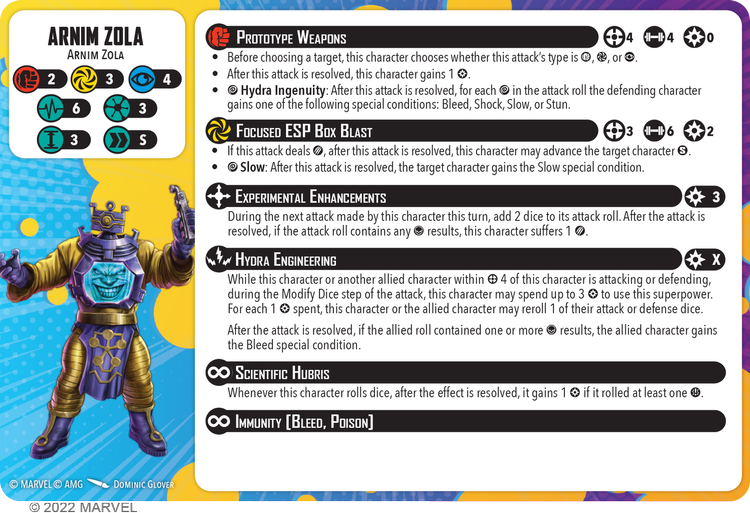 ARNIM ZOLA
ARNIM ZOLA
2 3 4
6 3
3 S
PROTOTYPE WEAPONS 4 4 0
• Before choosing a target, this character chooses whether this attack's type is , , or .
• After this attack is resolved, this character gains 1 .
• Hydra Ingenuity: After this attack is resolved, for each in the attack roll the defending character
gains one of the following special conditions: Bleed, Shock, Slow, or Stun.
FOCUSED ESP BOX BLAST 3 6 2
• If this attack deals , after this attack is resolved, this character may advance the target character S.
• Slow: After this attack is resolved, the target character gains the Slow special condition.
EXPERIMENTAL ENHANCEMENTS 3
During the next attack made by this character this turn, add 2 dice to its attack roll. After the attack is
resolved, if the attack roll contains any results, this character suffers 1 .
HYDRA ENGINEERING X
While this character or another allied character within 4 of this character is attacking or defending,
during the Modify Dice step of the attack, this character may spend up to 3 to use this superpower.
For each 1 spent, this character or the allied character may reroll 1 of their attack or defense dice.
After the attack is resolved, if the allied roll contained one or more results, the allied character gains
the Bleed special condition.
SCIENTIFIC HUBRIS
Whenever this character rolls dice, after the effect is resolved, it gains 1 if it rolled at least one .
IMMUNITY [BLEED, POISON]
© MARVEL © AMG DOMINIC GLOVER
© 2022 MARVEL